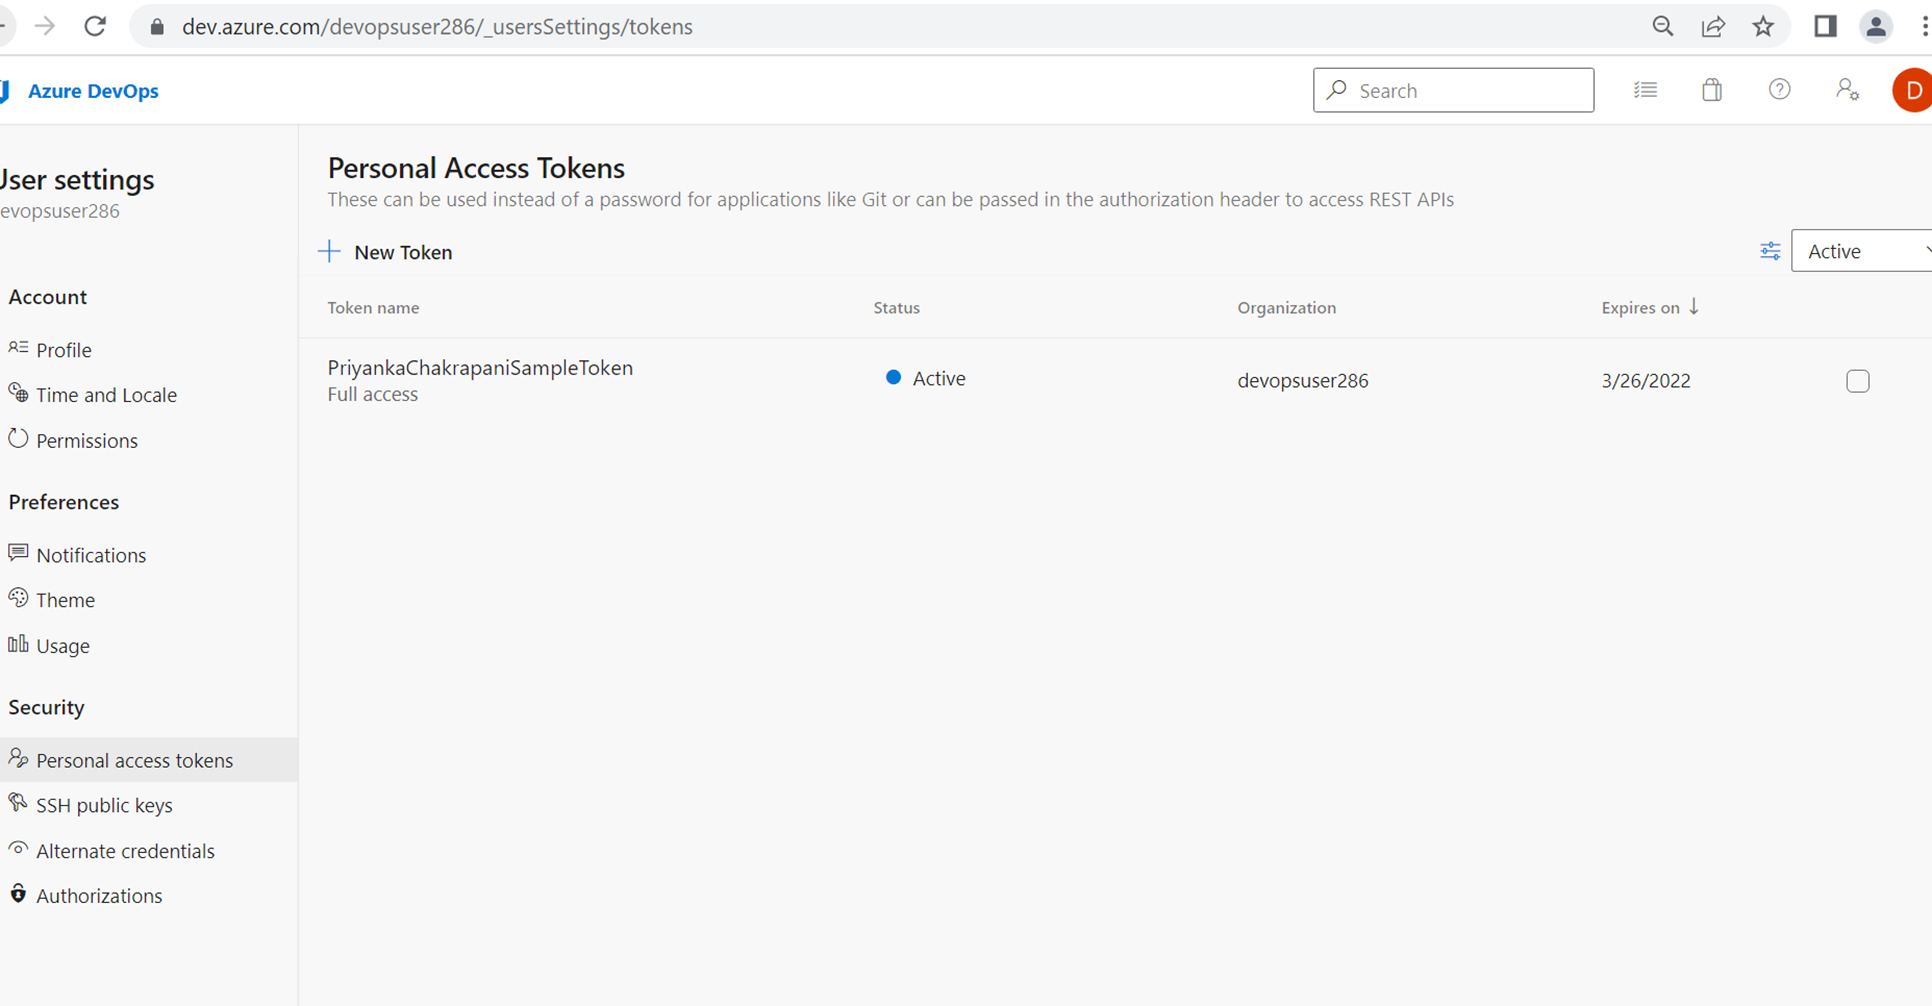 dev.azure.com/devopsuser286/_usersSettings/tokens
Azure DevOps
Search
D
User settings
evopsuser286
Account
Profile
Time and Locale
Permissions
Preferences
Notifications
Theme
Usage
Security
Personal access tokens
SSH public keys
Alternate credentials
Authorizations
Personal Access Tokens
These can be used instead of a password for applications like Git or can be passed in the authorization header to access REST APIs
New Token
Active
Token name Status Organization Expires on
PriyankaChakrapaniSampleToken Active devopsuser286 3/26/2022
Full access